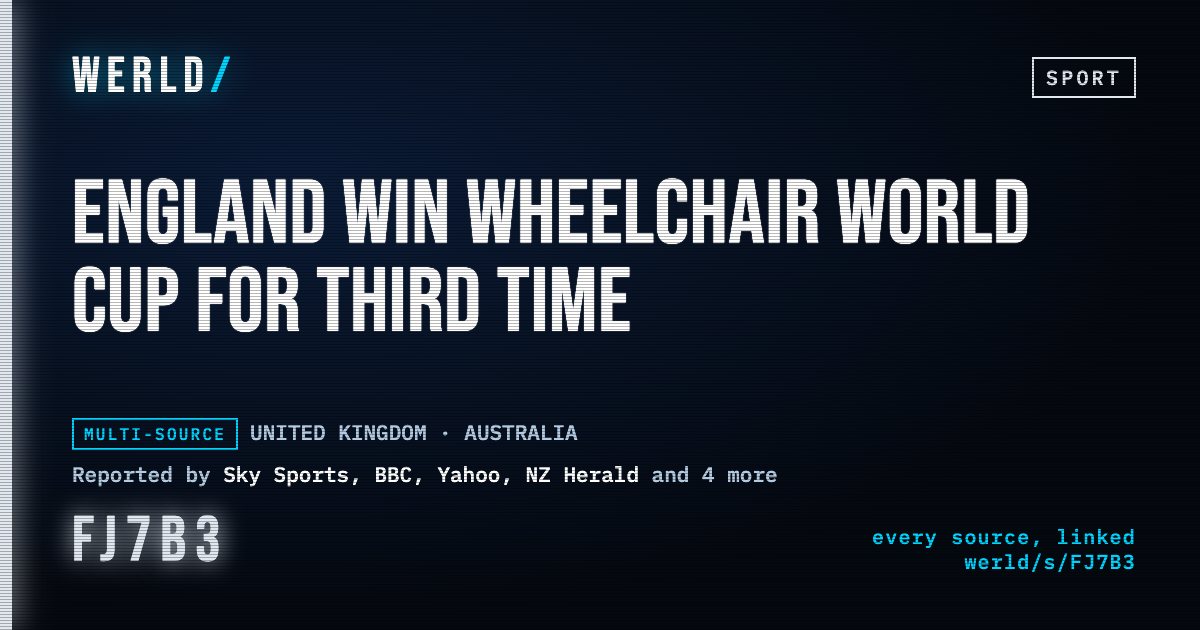 WERLD/
SPORT
ENGLAND WIN WHEELCHAIR WORLD
CUP FOR THIRD TIME
MULTI-SOURCE UNITED KINGDOM · AUSTRALIA
Reported by Sky Sports, BBC, Yahoo, NZ Herald and 4 more
FJ7B3
every source, linked
werld/s/FJ7B3